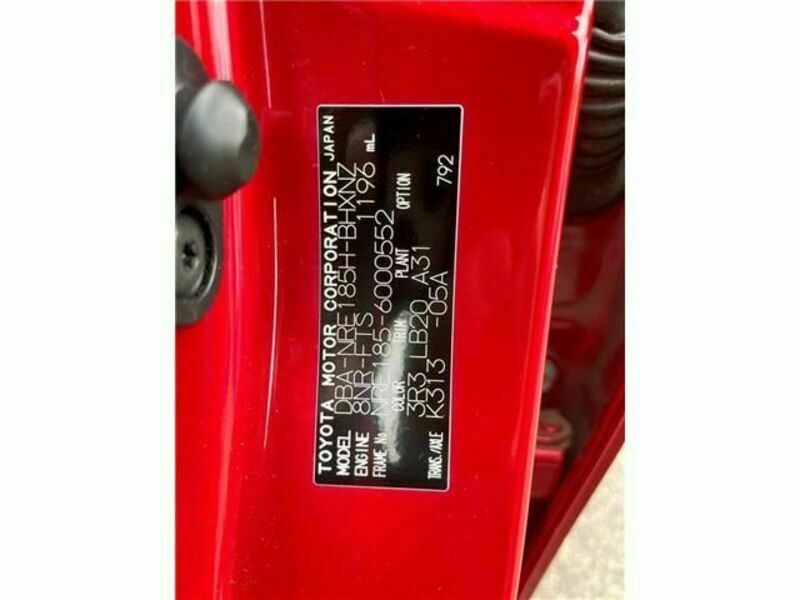 TOYOTA MOTOR CORPORATION JAPAN
MODEL DBA-NRE185H-BHXNZ
ENGINE 8NR-FTS 1196 mL
FRAME No. NRE185-6000552
COLOR TRIM PLANT OPTION
3R3 LB20 A31
TRANS./AXLE K313 -05A 792